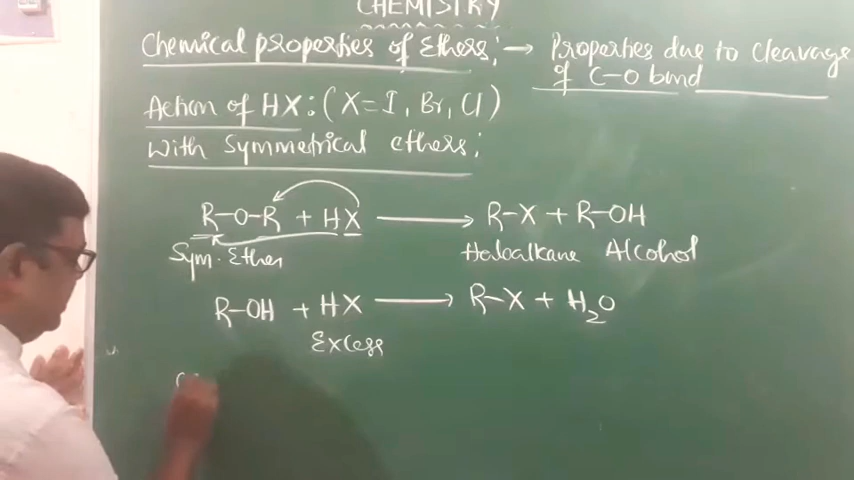 CHEMISTRY
Chemical properties of Ethers; → Properties due to cleavage
of C-O bond
Action of HX: (X=I, Br, Cl)
with symmetrical ethers;
R-O-R + HX → R-X + R-OH
Sym. Ether Haloalkane Alcohol
R-OH + HX → R-X + H₂O
Excess